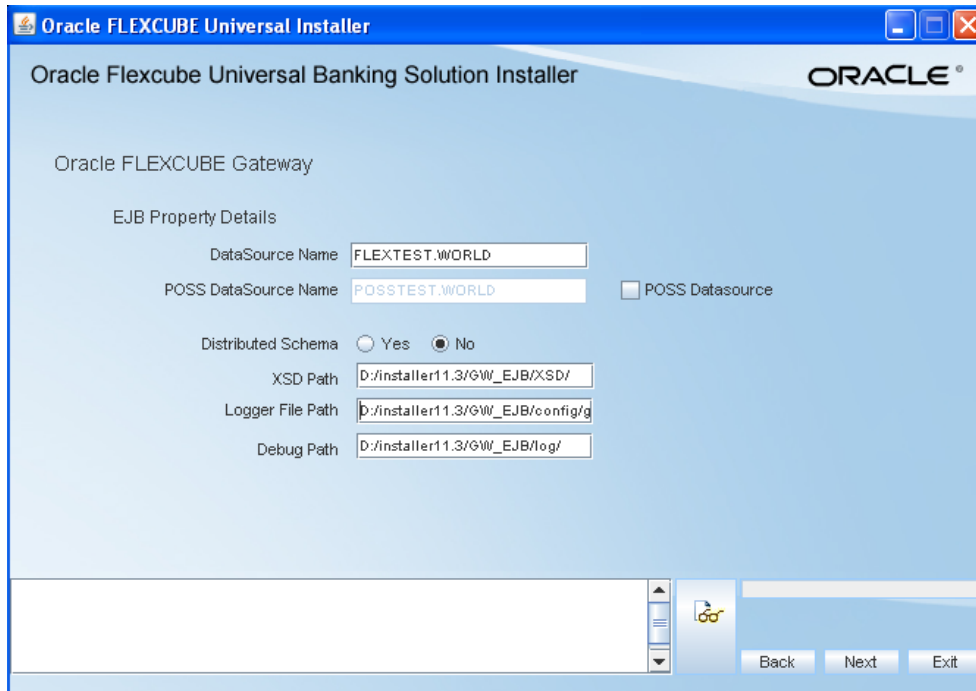 Oracle FLEXCUBE Universal Installer
Oracle Flexcube Universal Banking Solution Installer
ORACLE®
Oracle FLEXCUBE Gateway
EJB Property Details
DataSource Name FLEXTEST.WORLD
POSS DataSource Name POSSTEST.WORLD POSS Datasource
Distributed Schema Yes No
XSD Path D:/installer11.3/GW_EJB/XSD/
Logger File Path D:/installer11.3/GW_EJB/config/g
Debug Path D:/installer11.3/GW_EJB/log/
Back Next Exit